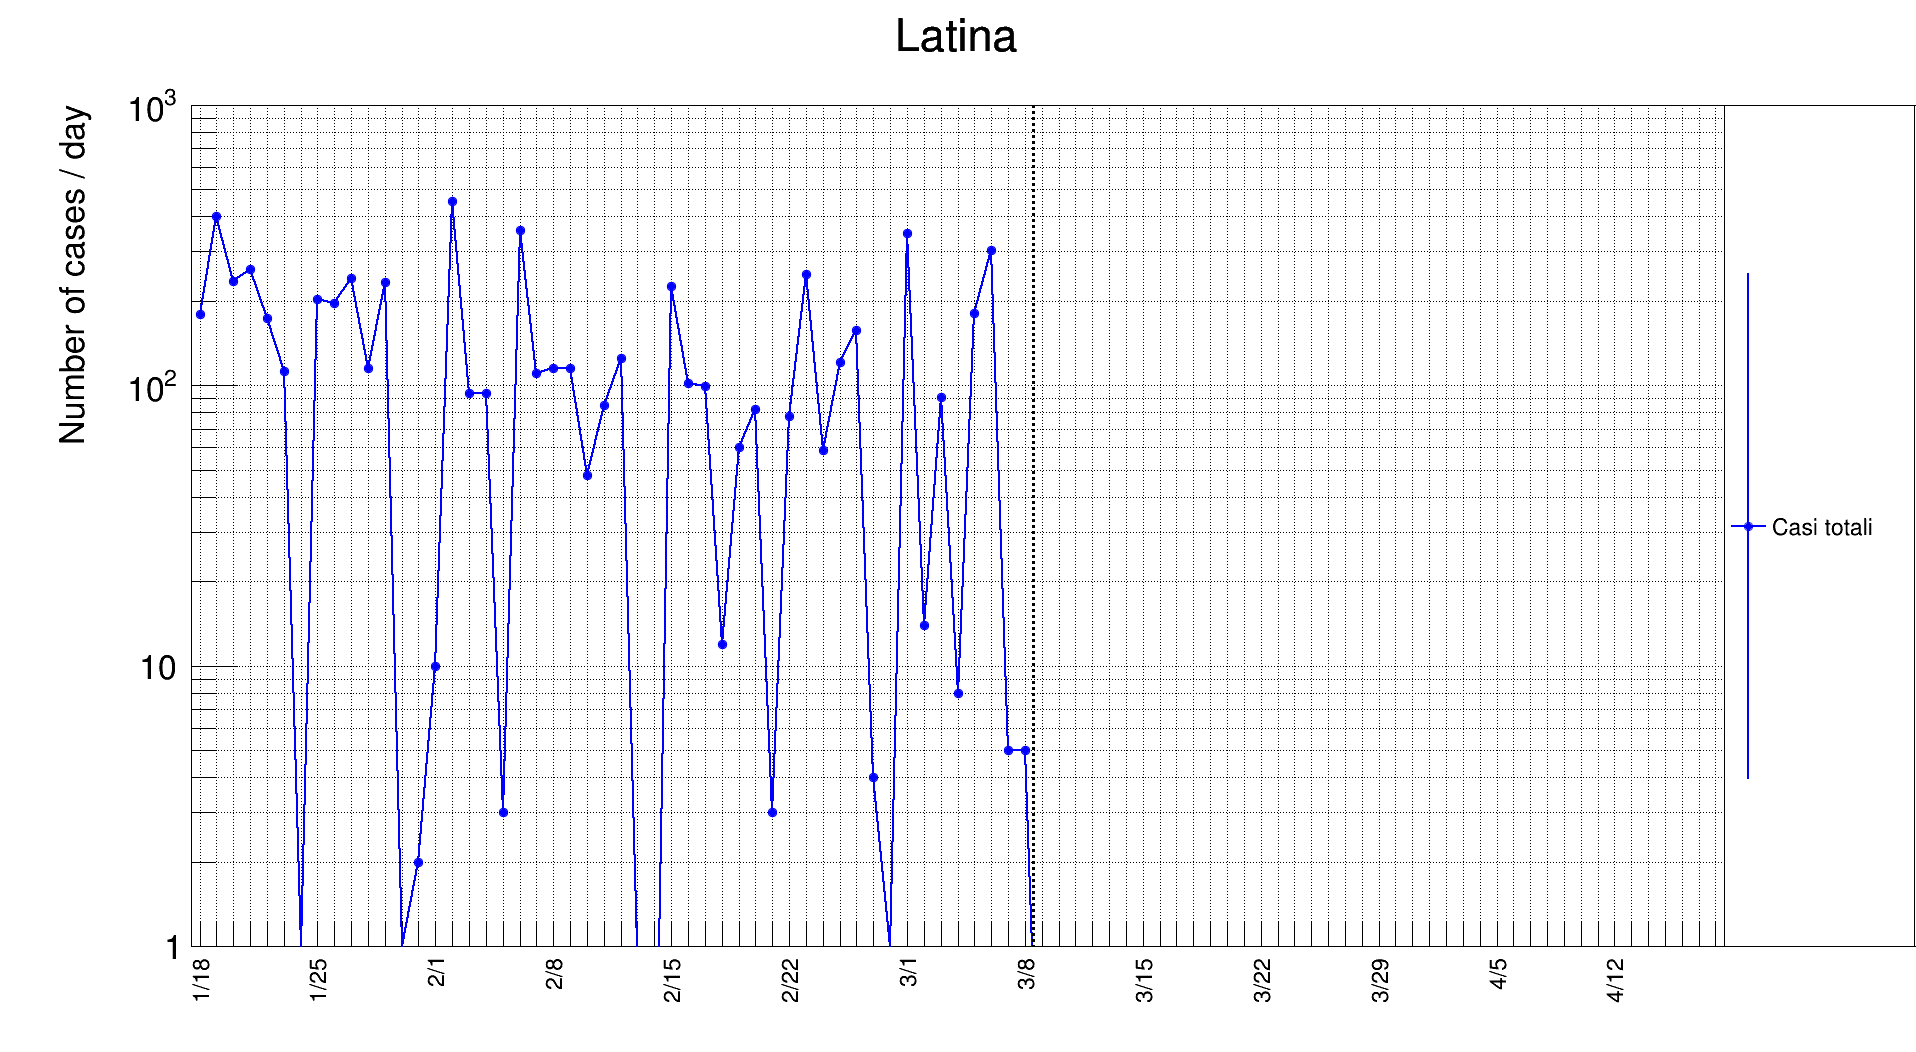 Latina
Number of cases / day
10³
10²
10
1
1/18 1/25 2/1 2/8 2/15 2/22 3/1 3/8 3/15 3/22 3/29 4/5 4/12
Casi totali